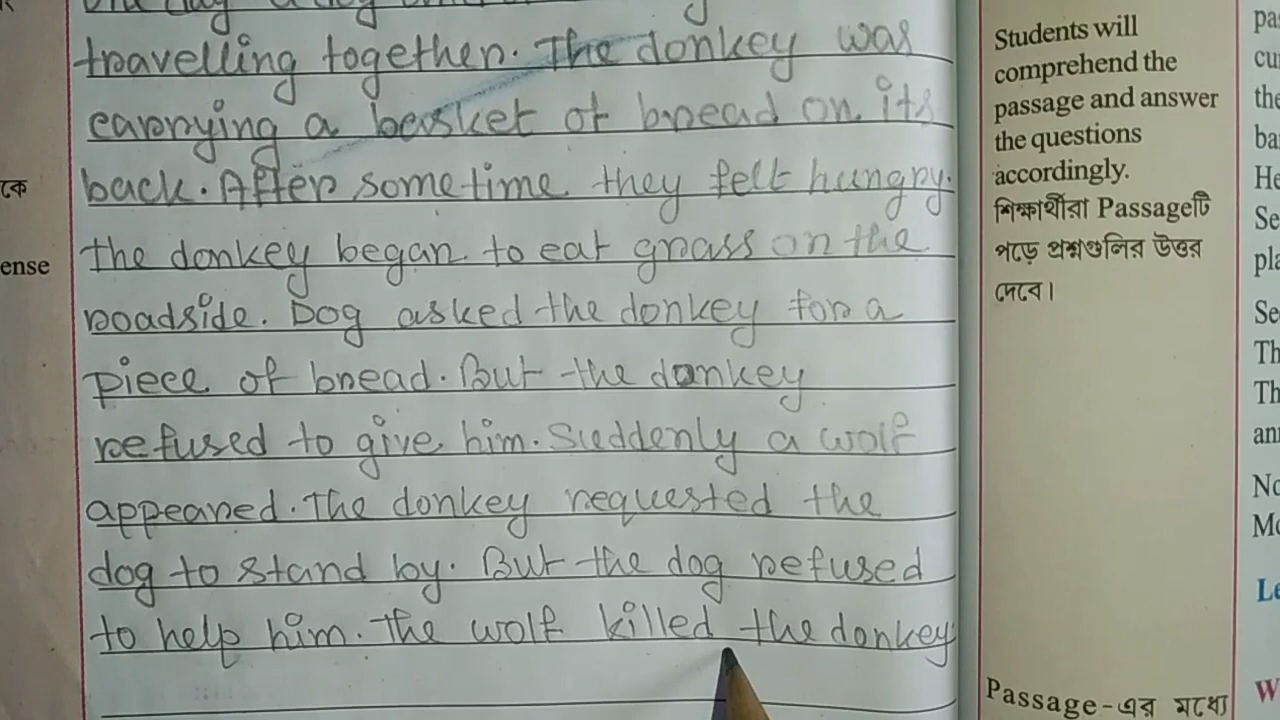 travelling together. The donkey was
carrying a basket of bread on its
back. After sometime they felt hungry.
the donkey began to eat grass on the
roadside. Dog asked the donkey for a
piece of bread. But the donkey
refused to give him. Suddenly a wolf
appeared. The donkey requested the
dog to stand by. But the dog refused
to help him. The wolf killed the donkey
কে
ense
Students will
comprehend the
passage and answer
the questions
accordingly.
শিক্ষার্থীরা Passageটি
পড়ে প্রশ্নগুলির উত্তর
দেবে।
Passage-এর মধ্যে